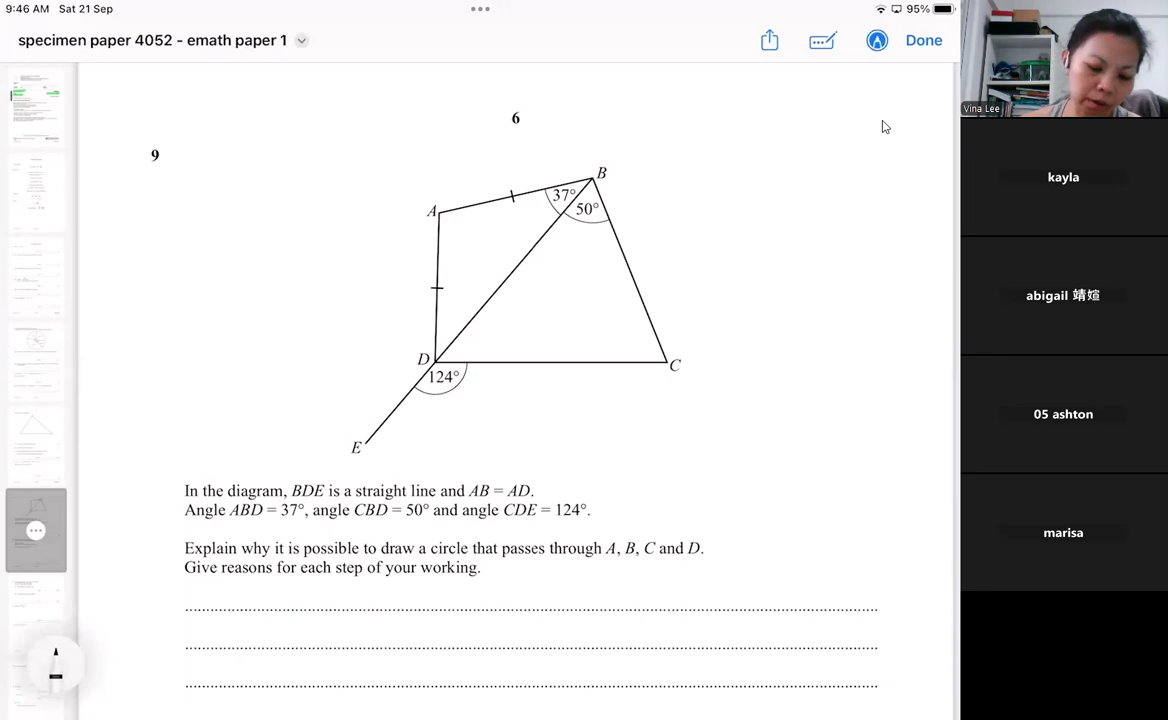 9:46 AM Sat 21 Sep
95%
specimen paper 4052 - emath paper 1
Done
6
9
B
37°
50°
A
D
124°
C
E
In the diagram, BDE is a straight line and AB = AD.
Angle ABD = 37°, angle CBD = 50° and angle CDE = 124°.
Explain why it is possible to draw a circle that passes through A, B, C and D.
Give reasons for each step of your working.
Vina Lee
kayla
abigail 靖媗
05 ashton
marisa